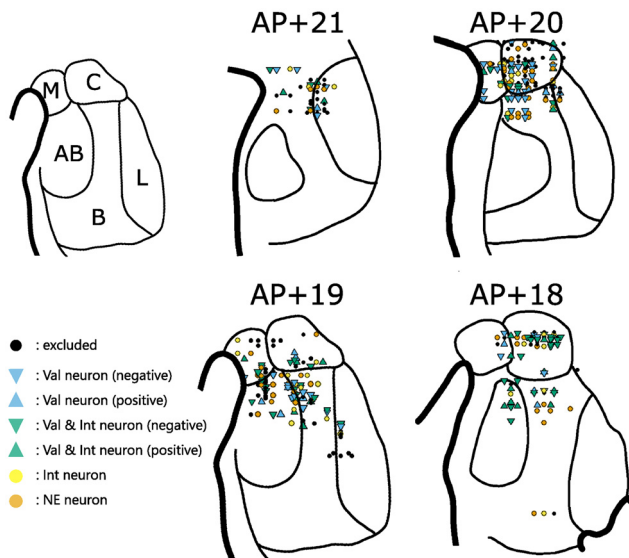 AP+21
AP+20
M
C
AB
L
B
AP+19
AP+18
: excluded
: Val neuron (negative)
: Val neuron (positive)
: Val & Int neuron (negative)
: Val & Int neuron (positive)
: Int neuron
: NE neuron